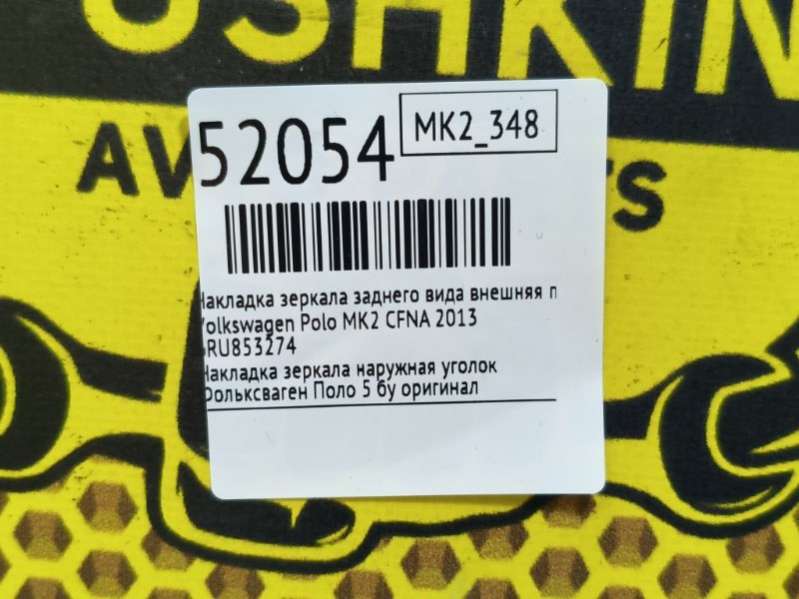 USHKIN
AV TS
52054
MK2_348
Накладка зеркала заднего вида внешняя п
Volkswagen Polo MK2 CFNA 2013
6RU853274
Накладка зеркала наружная уголок
Фольксваген Поло 5 бу оригинал